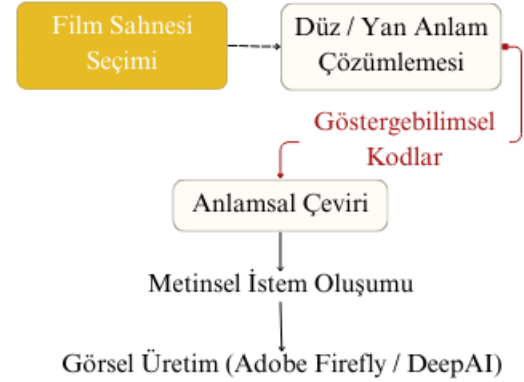 Film Sahnesi
Seçimi
Düz / Yan Anlam
Çözümlemesi
Göstergebilimsel
Kodlar
Anlamsal Çeviri
Metinsel İstem Oluşumu
Görsel Üretim (Adobe Firefly / DeepAI)